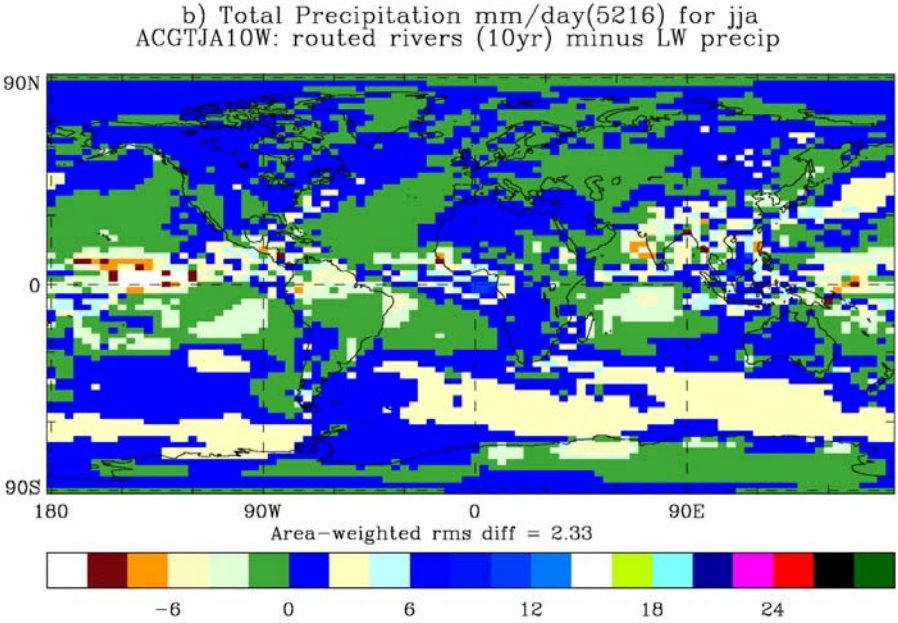 b) Total Precipitation mm/day(5216) for jja
ACGTJA10W: routed rivers (10yr) minus LW precip
90N
0
90S
180 90W 0 90E
Area-weighted rms diff = 2.33
-6 0 6 12 18 24